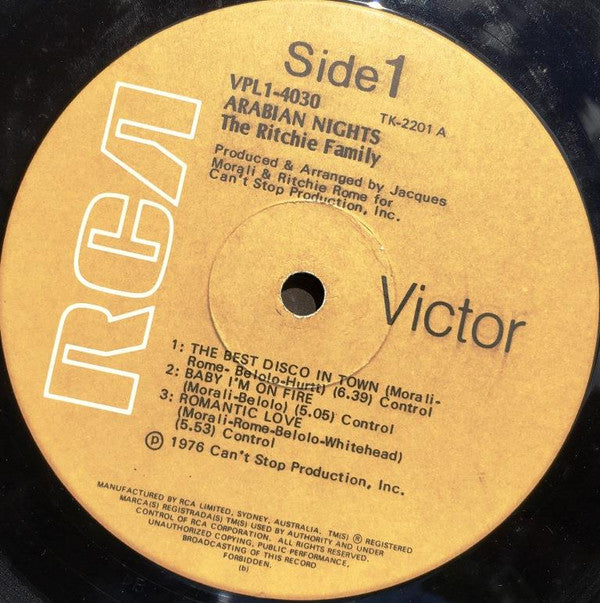 Side 1
VPL1-4030
TK-2201 A
ARABIAN NIGHTS
The Ritchie Family
Produced & Arranged by Jacques
Morali & Ritchie Rome for
Can't Stop Production, Inc.
RCA
Victor
1: THE BEST DISCO IN TOWN (Morali-
Rome- Belolo-Hurtt) (6.39) Control
2: BABY I'M ON FIRE
(Morali-Belolo) (5.05) Control
3: ROMANTIC LOVE
(Morali-Rome-Belolo-Whitehead)
(5.53) Control
℗ 1976 Can't Stop Production, Inc.
MANUFACTURED BY RCA LIMITED, SYDNEY, AUSTRALIA. TM(S) ® REGISTERED
MARCA(S) REGISTRADA(S) TM(S) USED BY AUTHORITY AND UNDER
CONTROL OF RCA CORPORATION. ALL RIGHTS RESERVED.
UNAUTHORIZED COPYING, PUBLIC PERFORMANCE,
BROADCASTING OF THIS RECORD
FORBIDDEN.
(b)